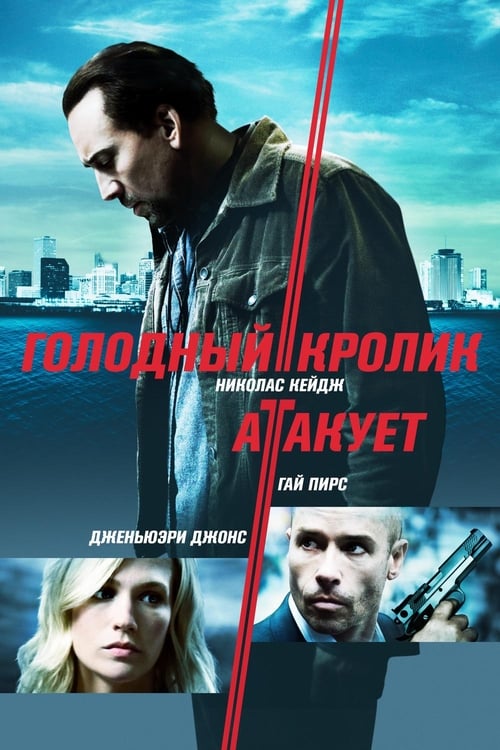 ГОЛОДНЫЙ КРОЛИК
НИКОЛАС КЕЙДЖ
АТАКУЕТ
ГАЙ ПИРС
ДЖЕНЬЮЭРИ ДЖОНС